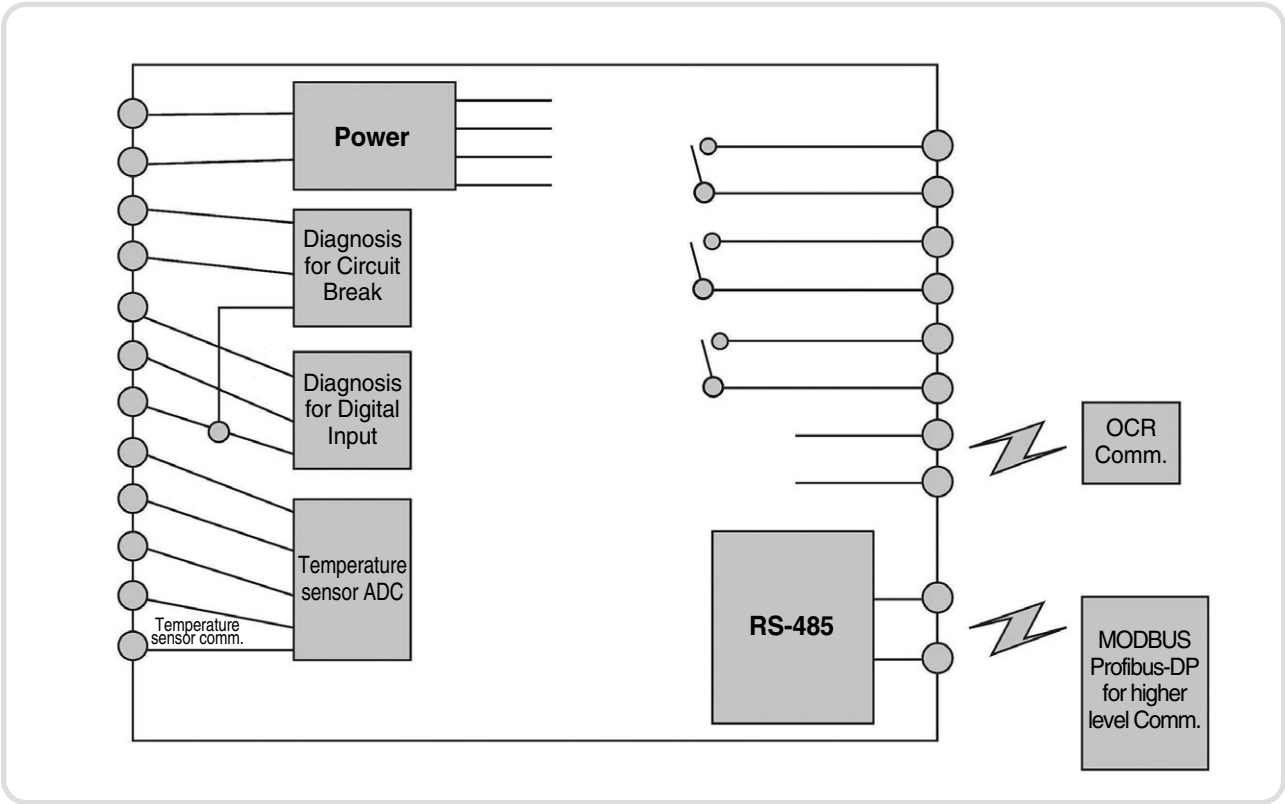 Power
Diagnosis
for Circuit
Break
Diagnosis
for Digital
Input
Temperature
sensor ADC
Temperature
sensor comm.
OCR
Comm.
RS-485
MODBUS
Profibus-DP
for higher
level Comm.